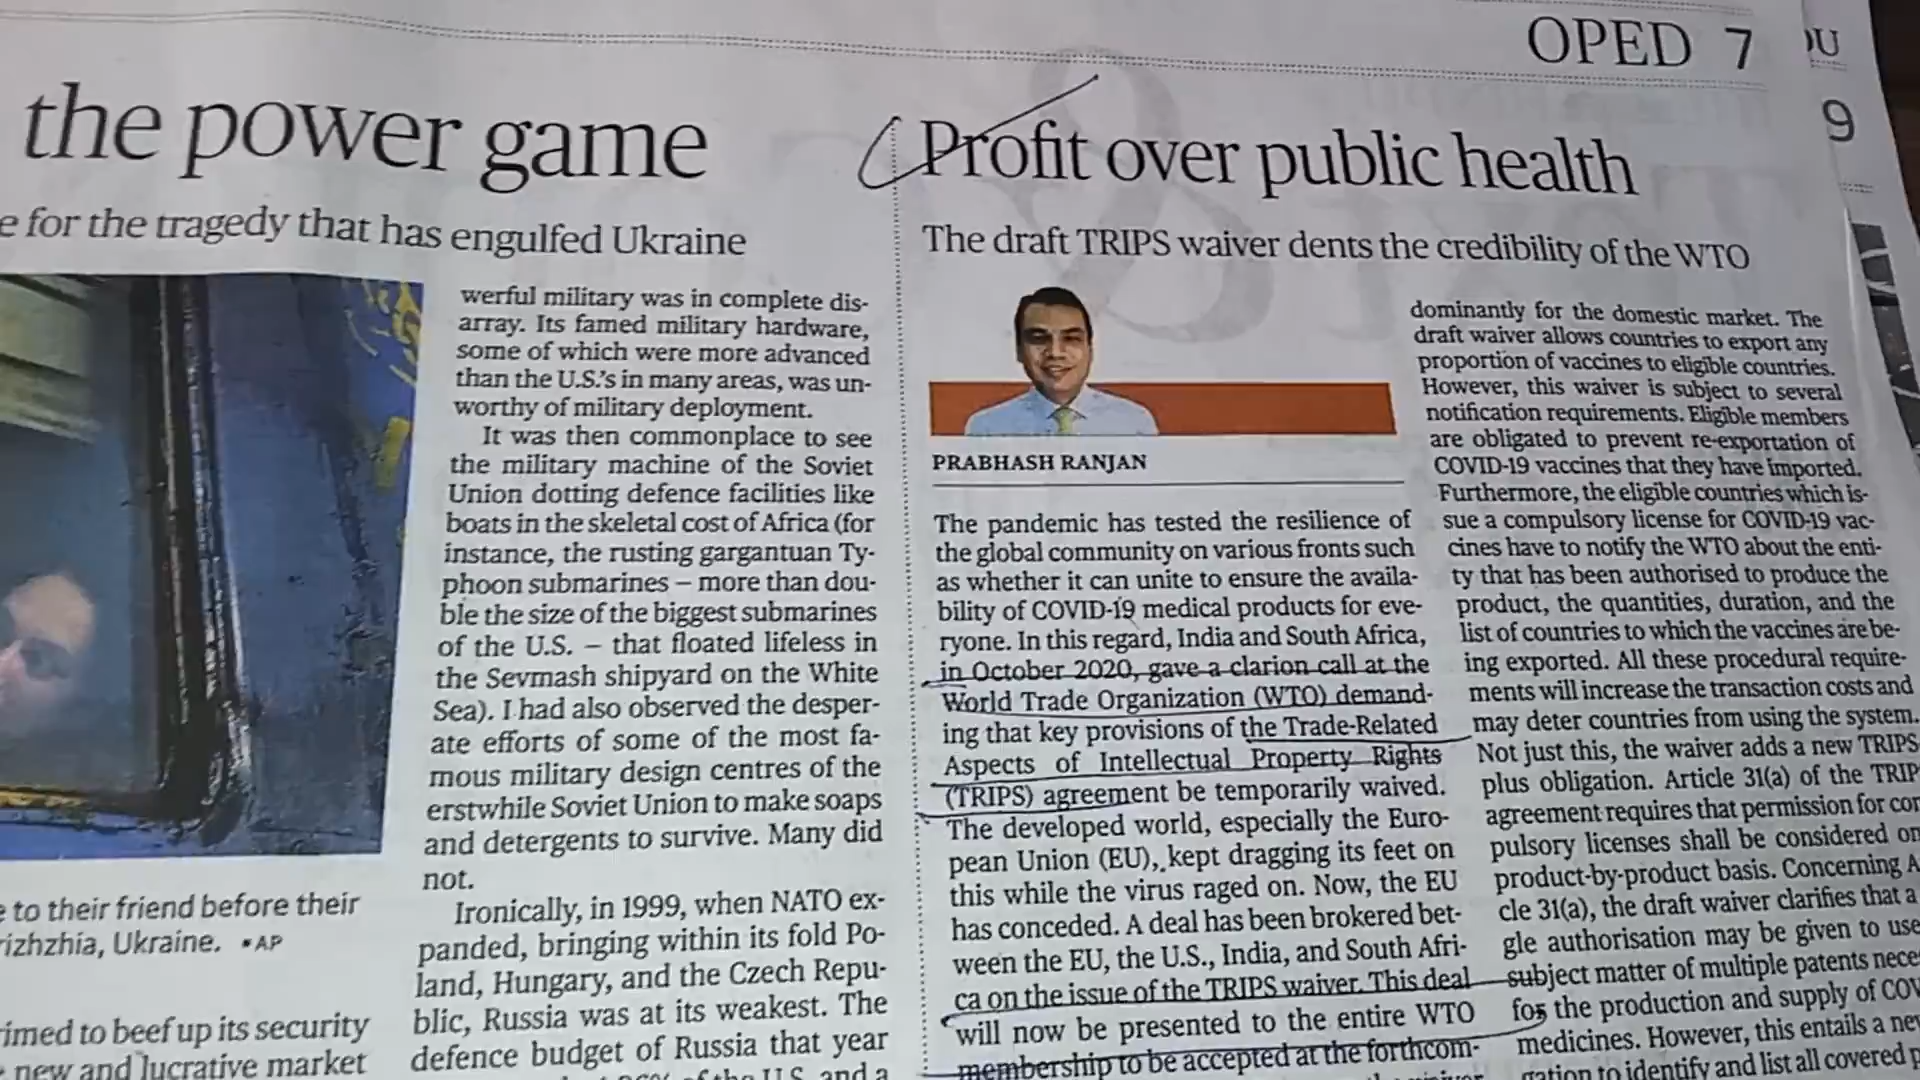 OPED 7
OU
9
the power game
e for the tragedy that has engulfed Ukraine
werful military was in complete dis-
array. Its famed military hardware,
some of which were more advanced
than the U.S.'s in many areas, was un-
worthy of military deployment.
It was then commonplace to see
the military machine of the Soviet
Union dotting defence facilities like
boats in the skeletal cost of Africa (for
instance, the rusting gargantuan Ty-
phoon submarines – more than dou-
ble the size of the biggest submarines
of the U.S. – that floated lifeless in
the Sevmash shipyard on the White
Sea). I had also observed the desper-
ate efforts of some of the most fa-
mous military design centres of the
erstwhile Soviet Union to make soaps
and detergents to survive. Many did
not.
Ironically, in 1999, when NATO ex-
panded, bringing within its fold Po-
land, Hungary, and the Czech Repu-
blic, Russia was at its weakest. The
defence budget of Russia that year
of the U.S. and a
e to their friend before their
rizhzhia, Ukraine. • AP
rimed to beef up its security
new and lucrative market
Profit over public health
The draft TRIPS waiver dents the credibility of the WTO
PRABHASH RANJAN
The pandemic has tested the resilience of
the global community on various fronts such
as whether it can unite to ensure the availa-
bility of COVID-19 medical products for eve-
ryone. In this regard, India and South Africa,
in October 2020, gave a clarion call at the
World Trade Organization (WTO) demand-
ing that key provisions of the Trade-Related
Aspects of Intellectual Property Rights
(TRIPS) agreement be temporarily waived.
The developed world, especially the Euro-
pean Union (EU), kept dragging its feet on
this while the virus raged on. Now, the EU
has conceded. A deal has been brokered bet-
ween the EU, the U.S., India, and South Afri-
ca on the issue of the TRIPS waiver. This deal
will now be presented to the entire WTO
membership to be accepted at the forthcom-
dominantly for the domestic market. The
draft waiver allows countries to export any
proportion of vaccines to eligible countries.
However, this waiver is subject to several
notification requirements. Eligible members
are obligated to prevent re-exportation of
COVID-19 vaccines that they have imported.
Furthermore, the eligible countries which is-
sue a compulsory license for COVID-19 vac-
cines have to notify the WTO about the enti-
ty that has been authorised to produce the
product, the quantities, duration, and the
list of countries to which the vaccines are be-
ing exported. All these procedural require-
ments will increase the transaction costs and
may deter countries from using the system.
Not just this, the waiver adds a new TRIPS
plus obligation. Article 31(a) of the TRIP
agreement requires that permission for com
pulsory licenses shall be considered on
product-by-product basis. Concerning A
cle 31(a), the draft waiver clarifies that a
gle authorisation may be given to use
subject matter of multiple patents nece
for the production and supply of COV
medicines. However, this entails a new
gation to identify and list all covered p